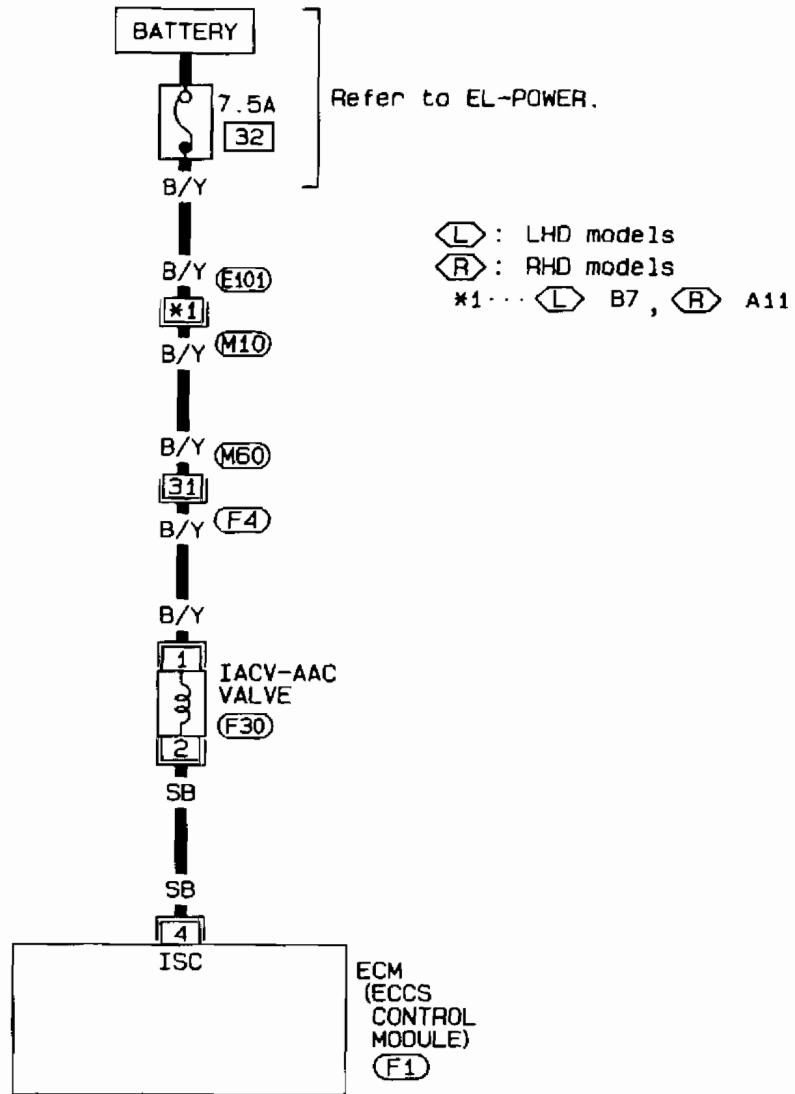 BATTERY
7.5A
32
Refer to EL-POWER.
B/Y
B/Y E101
*1
B/Y M10
L : LHD models
R : RHD models
*1··· L B7 , R A11
B/Y M60
31
B/Y F4
B/Y
1
IACV-AAC
VALVE
F30
2
SB
SB
4
ISC
ECM
(ECCS
CONTROL
MODULE)
F1